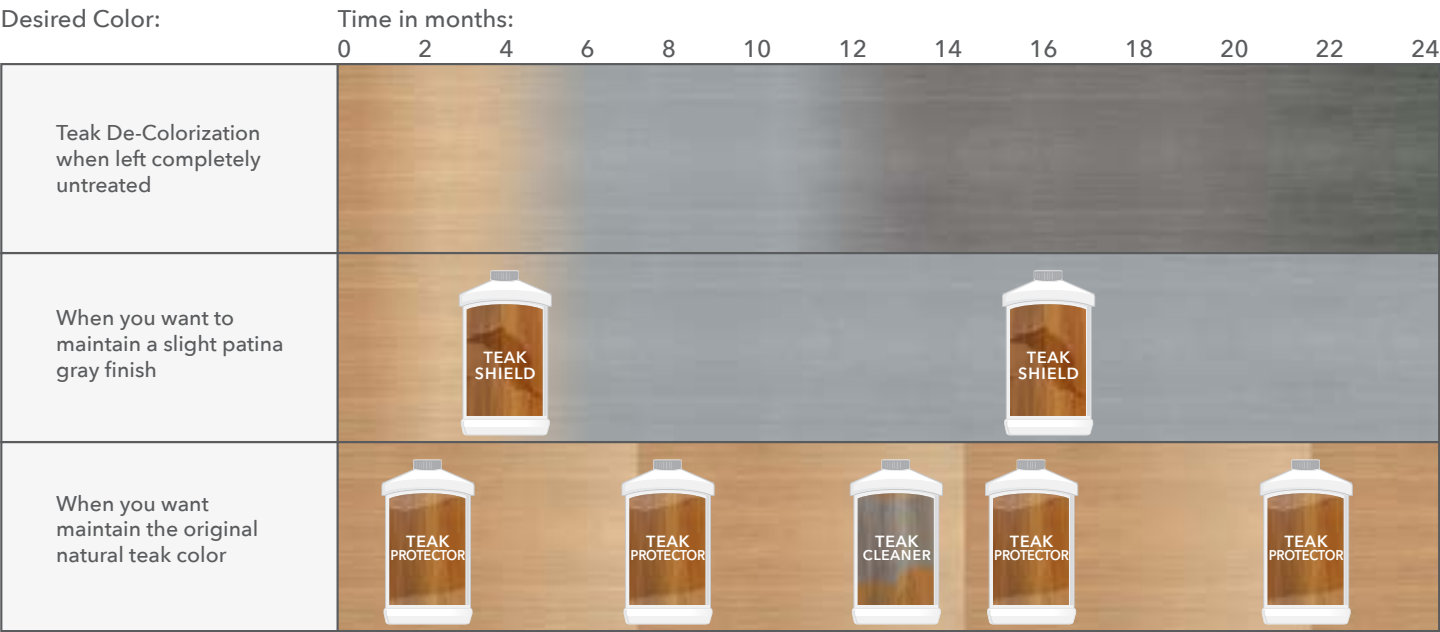 Desired Color:
Time in months:
0 2 4 6 8 10 12 14 16 18 20 22 24
Teak De-Colorization
when left completely
untreated
When you want to
maintain a slight patina
gray finish
TEAK
SHIELD
TEAK
SHIELD
When you want
maintain the original
natural teak color
TEAK
PROTECTOR
TEAK
PROTECTOR
TEAK
CLEANER
TEAK
PROTECTOR
TEAK
PROTECTOR